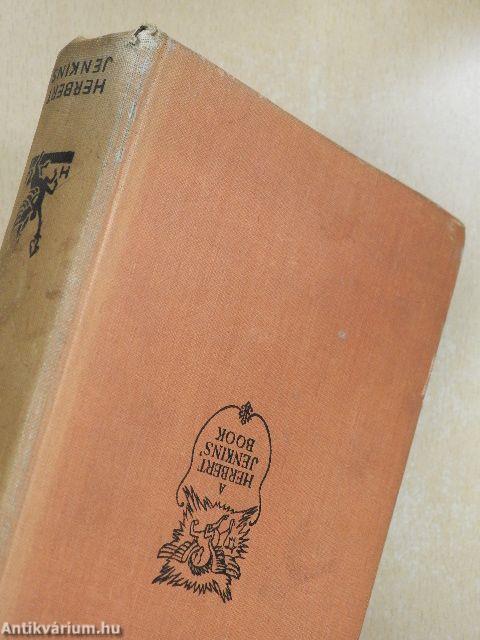 HERBERT
JENKINS
H
A
HERBERT
JENKINS'
BOOK
Antikvárium.hu